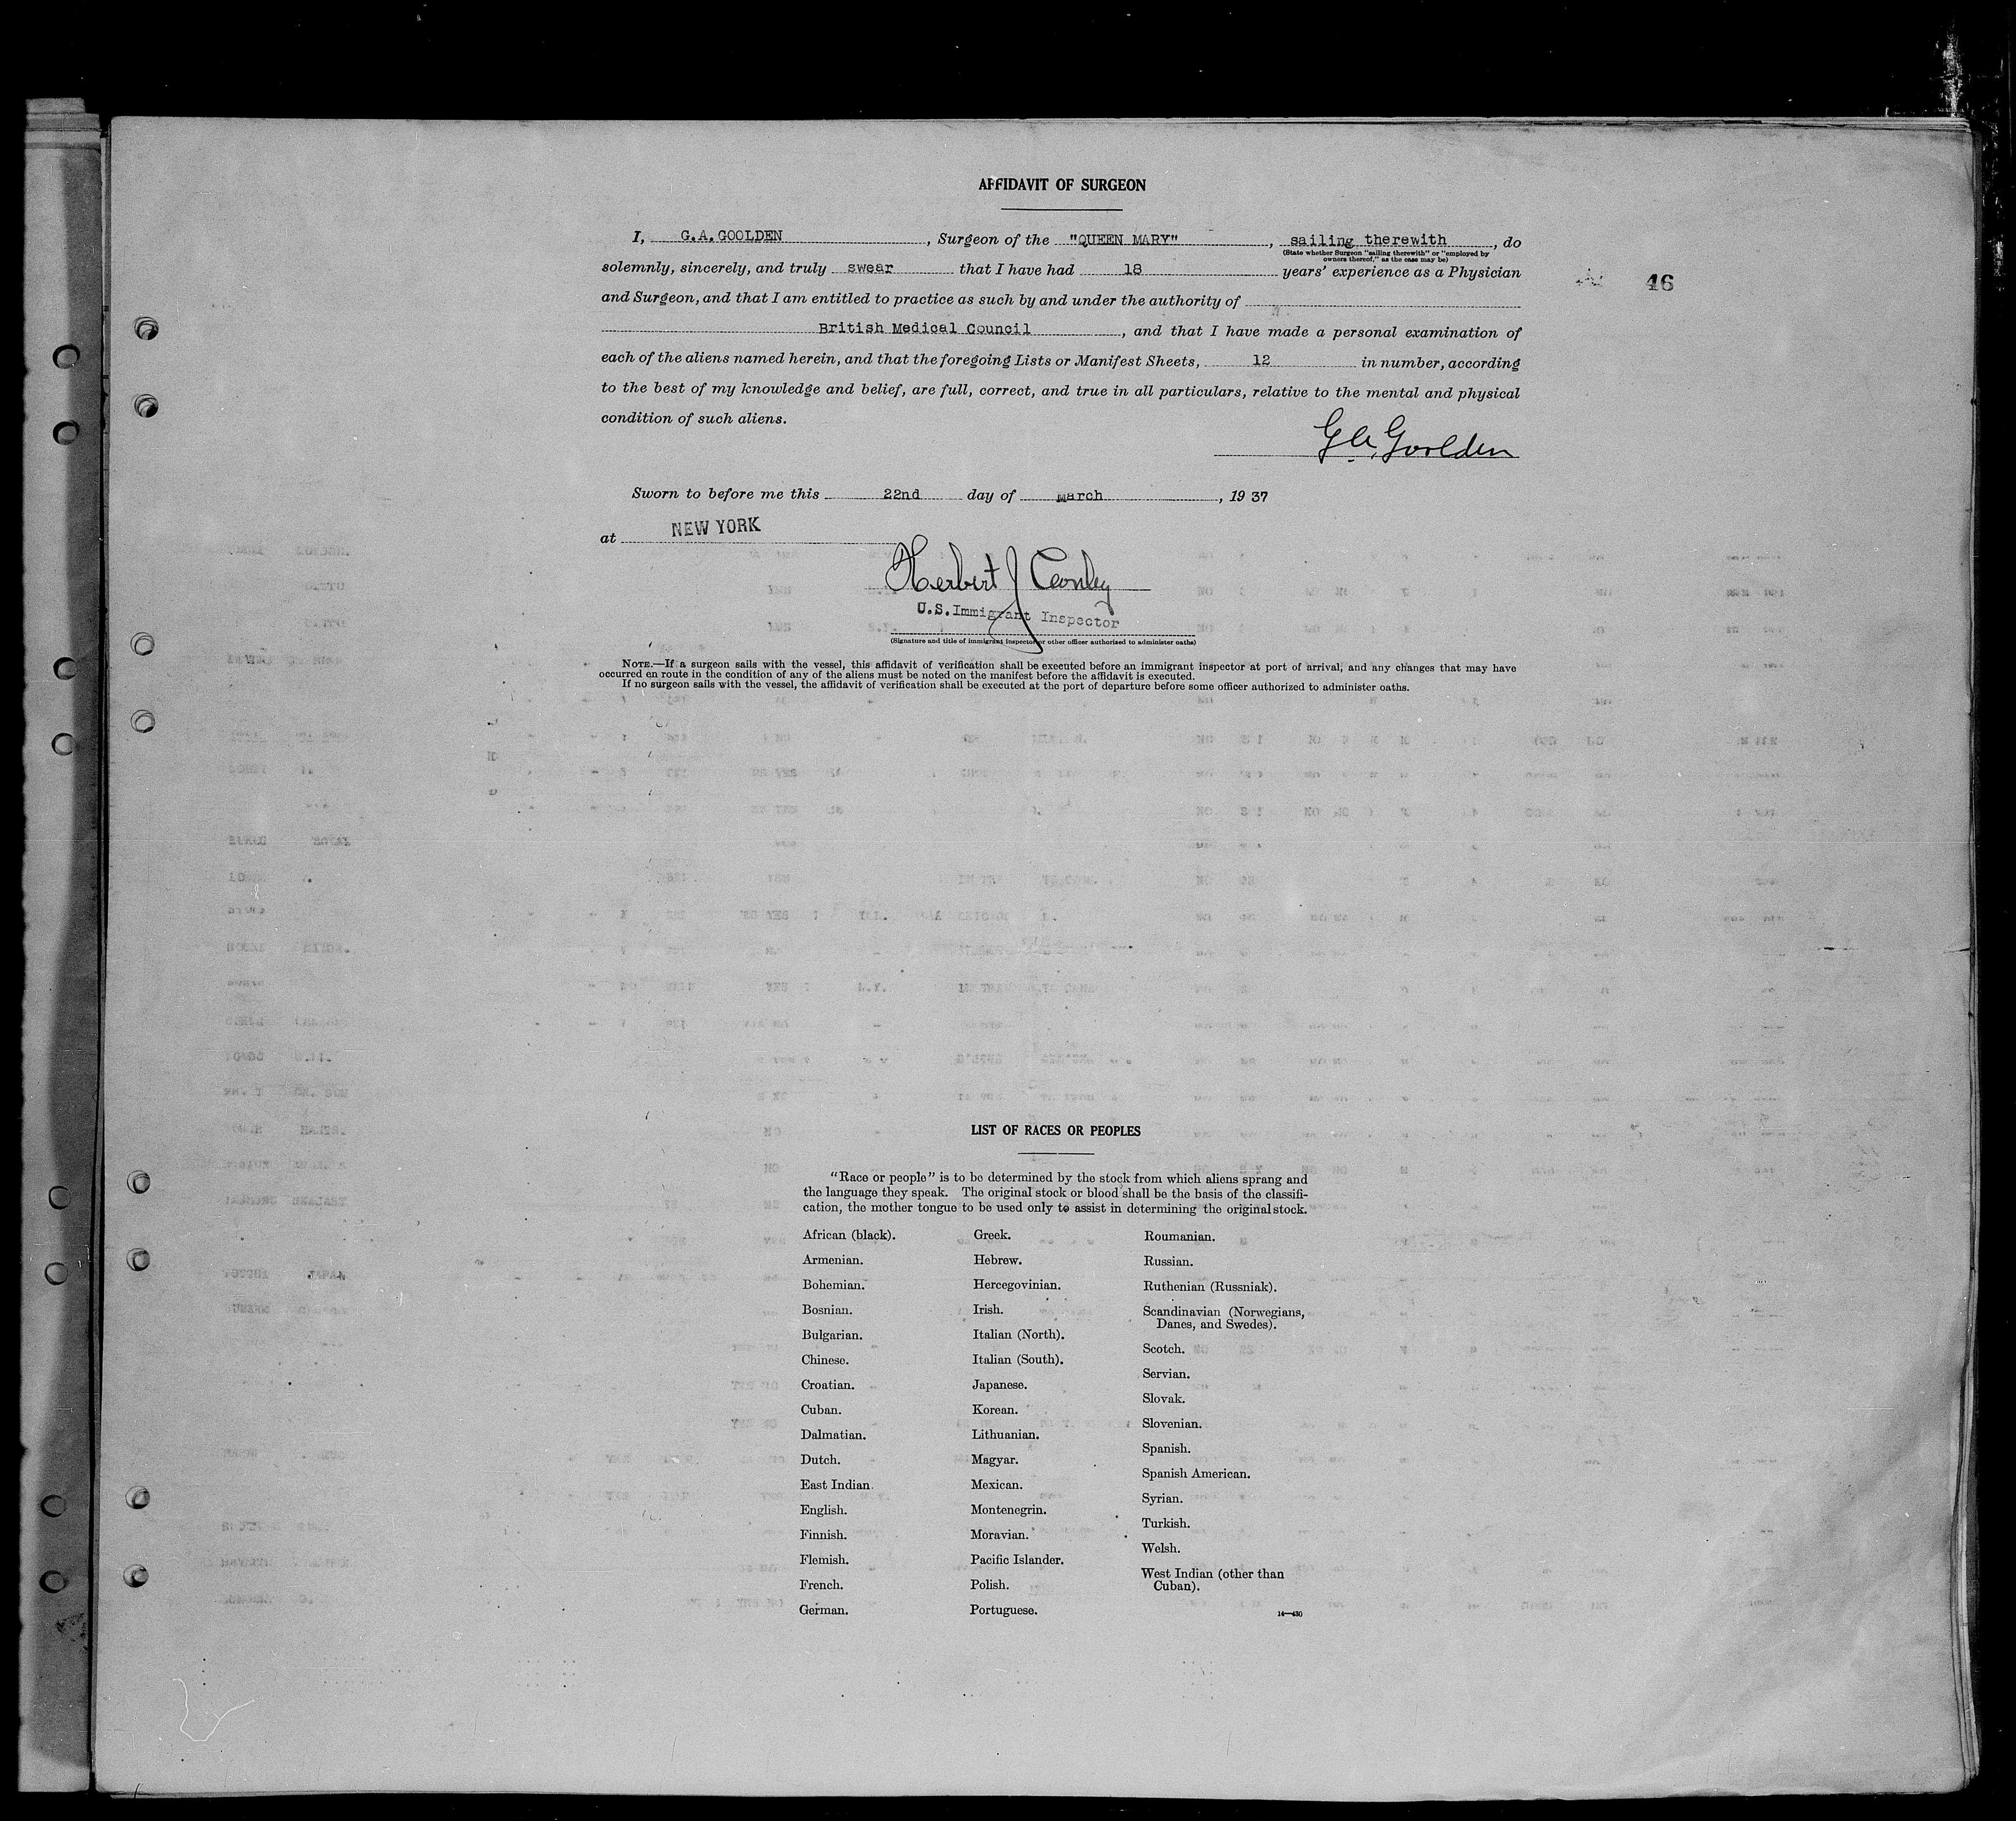 AFFIDAVIT OF SURGEON
I, G.A.GOOLDEN, Surgeon of the "QUEEN MARY", sailing therewith, do
(State whether Surgeon "sailing therewith" or "employed by
owners thereof," as the case may be)
solemnly, sincerely, and truly swear that I have had 18 years' experience as a Physician
46
and Surgeon, and that I am entitled to practice as such by and under the authority of
British Medical Council, and that I have made a personal examination of
each of the aliens named herein, and that the foregoing Lists or Manifest Sheets, 12 in number, according
to the best of my knowledge and belief, are full, correct, and true in all particulars, relative to the mental and physical
condition of such aliens.
G A Goolden
Sworn to before me this 22nd day of march, 1937
at NEW YORK
Herbert J Conley
U.S.Immigrant Inspector
(Signature and title of immigrant inspector or other officer authorized to administer oaths)
NOTE.—If a surgeon sails with the vessel, this affidavit of verification shall be executed before an immigrant inspector at port of arrival, and any changes that may have
occurred en route in the condition of any of the aliens must be noted on the manifest before the affidavit is executed.
If no surgeon sails with the vessel, the affidavit of verification shall be executed at the port of departure before some officer authorized to administer oaths.
LIST OF RACES OR PEOPLES
"Race or people" is to be determined by the stock from which aliens sprang and
the language they speak. The original stock or blood shall be the basis of the classifi-
cation, the mother tongue to be used only to assist in determining the original stock.
African (black).
Armenian.
Bohemian.
Bosnian.
Bulgarian.
Chinese.
Croatian.
Cuban.
Dalmatian.
Dutch.
East Indian.
English.
Finnish.
Flemish.
French.
German.
Greek.
Hebrew.
Hercegovinian.
Irish.
Italian (North).
Italian (South).
Japanese.
Korean.
Lithuanian.
Magyar.
Mexican.
Montenegrin.
Moravian.
Pacific Islander.
Polish.
Portuguese.
Roumanian.
Russian.
Ruthenian (Russniak).
Scandinavian (Norwegians,
Danes, and Swedes).
Scotch.
Servian.
Slovak.
Slovenian.
Spanish.
Spanish American.
Syrian.
Turkish.
Welsh.
West Indian (other than
Cuban).
14—430